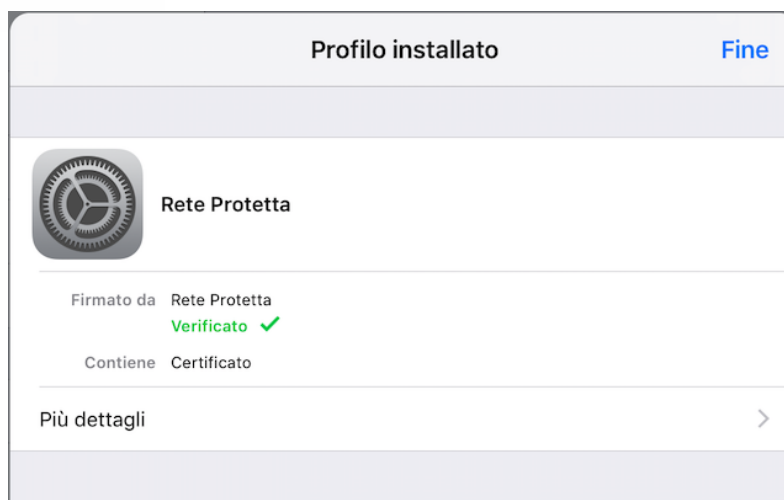 Profilo installato Fine
Rete Protetta
Firmato da Rete Protetta
Verificato
Contiene Certificato
Più dettagli